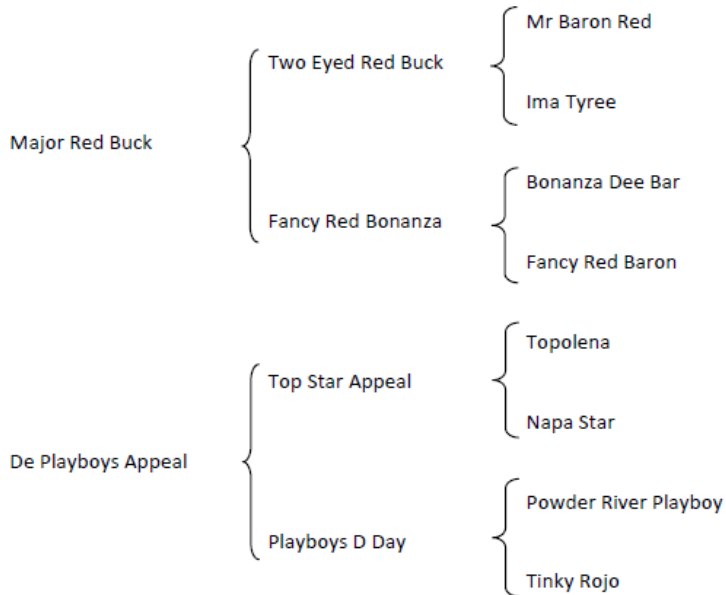 Mr Baron Red
Two Eyed Red Buck
Ima Tyree
Major Red Buck
Bonanza Dee Bar
Fancy Red Bonanza
Fancy Red Baron
Topolena
Top Star Appeal
Napa Star
De Playboys Appeal
Powder River Playboy
Playboys D Day
Tinky Rojo